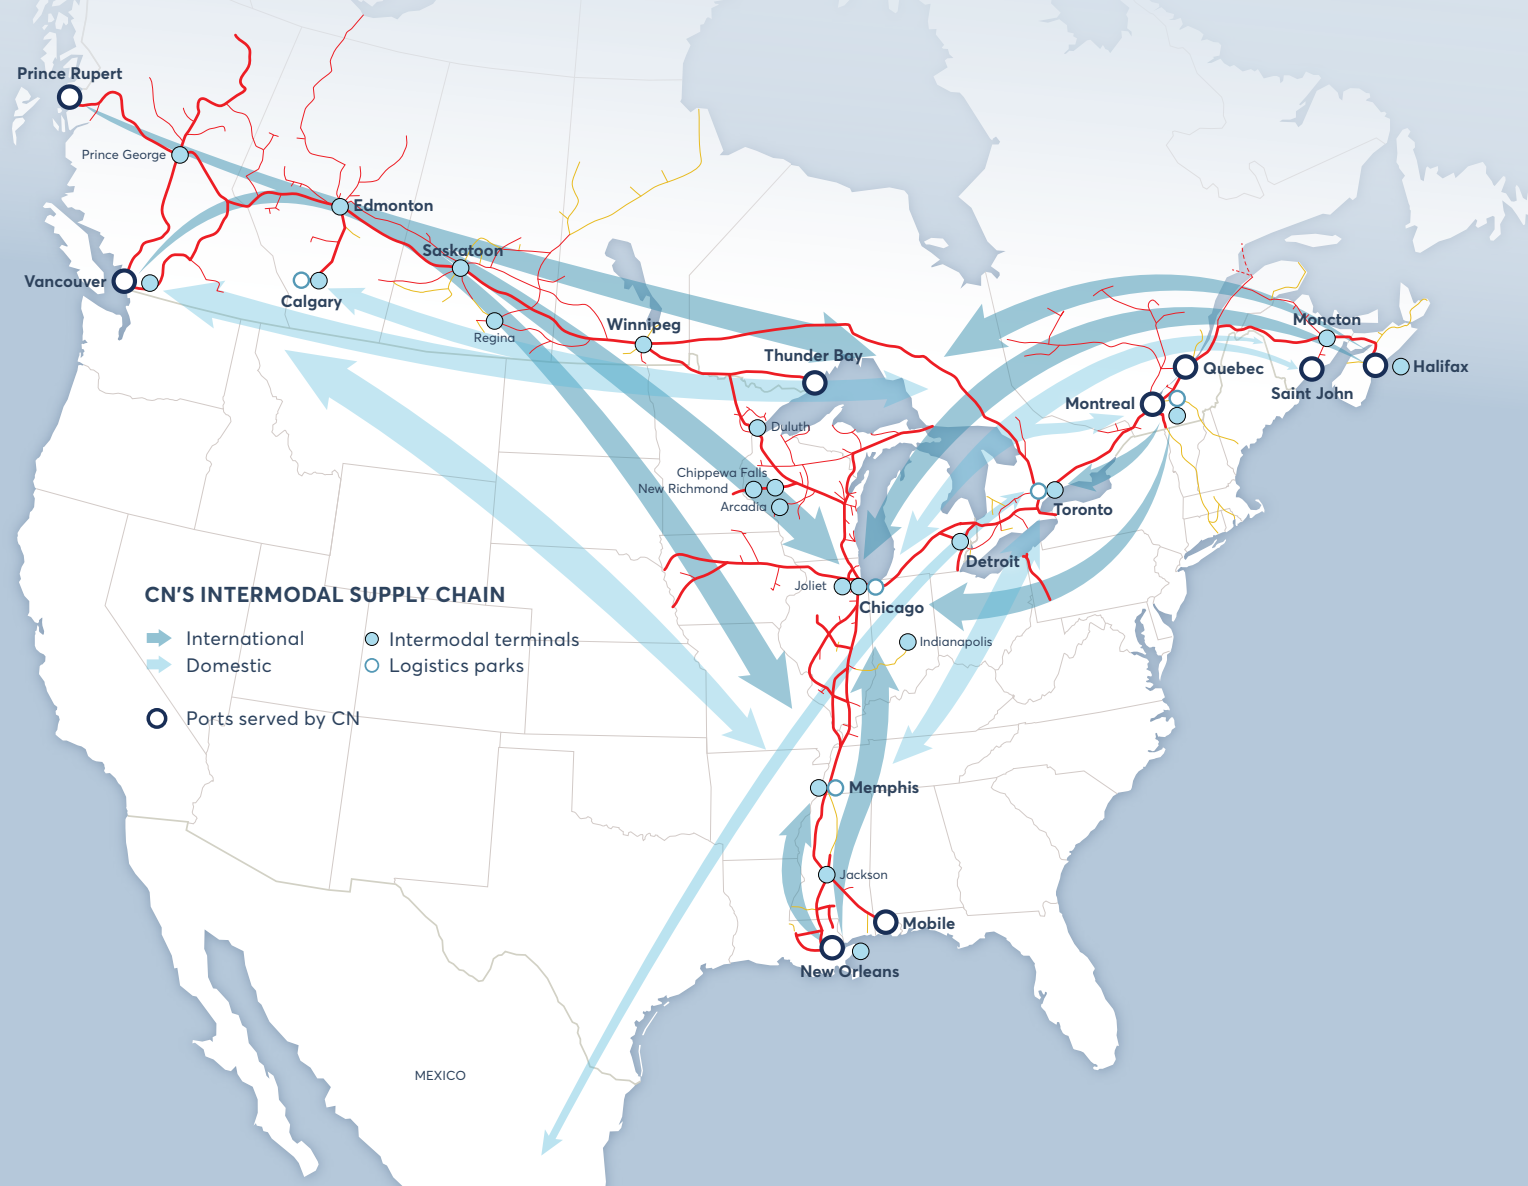 Prince Rupert
Prince George
Edmonton
Saskatoon
Vancouver
Calgary
Regina
Winnipeg
Thunder Bay
Moncton
Quebec
Halifax
Saint John
Montreal
Duluth
Chippewa Falls
New Richmond
Arcadia
Toronto
Detroit
Joliet
Chicago
Indianapolis
CN'S INTERMODAL SUPPLY CHAIN
International
Intermodal terminals
Domestic
Logistics parks
Ports served by CN
Memphis
Jackson
Mobile
New Orleans
MEXICO